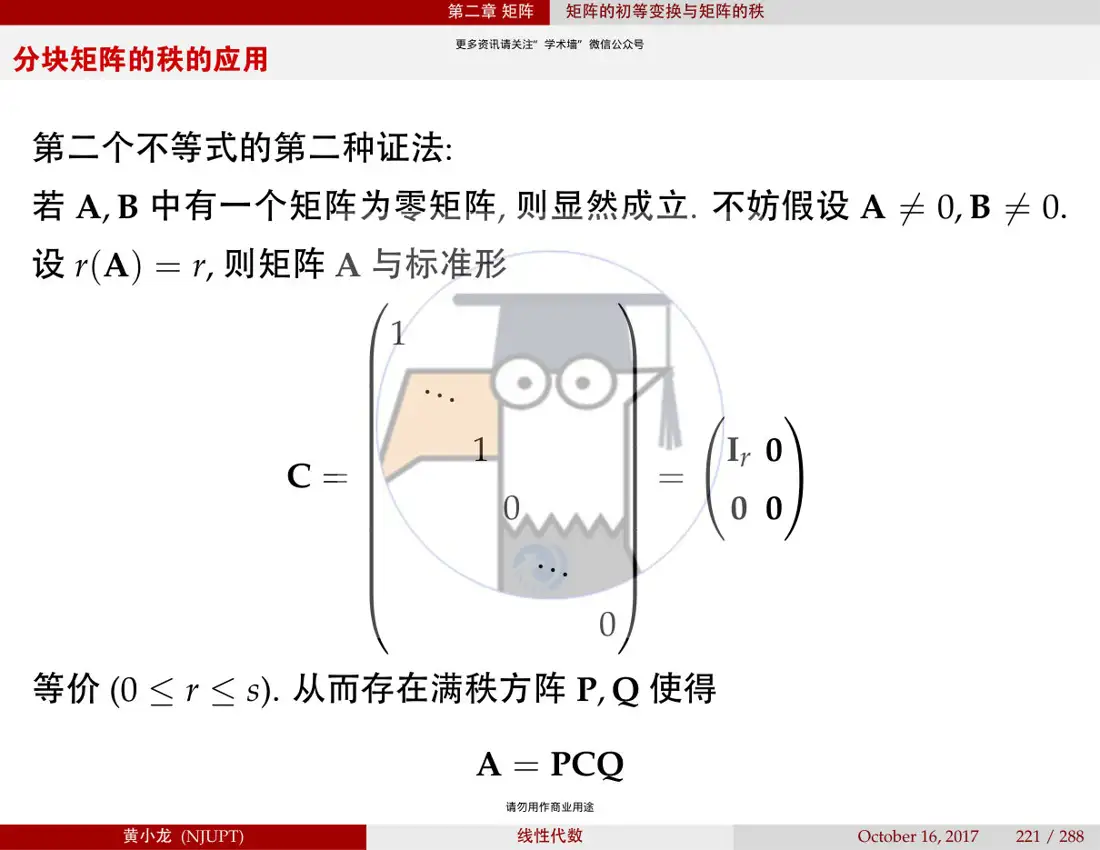 第二章 矩阵 矩阵的初等变换与矩阵的秩
更多资讯请关注“学术墙”微信公众号
分块矩阵的秩的应用
第二个不等式的第二种证法:
若 A, B 中有一个矩阵为零矩阵, 则显然成立. 不妨假设 A ≠ 0, B ≠ 0.
设 r(A) = r, 则矩阵 A 与标准形
1
⋱
1
C = =
I_r 0
0 0
0
⋱
0
等价 (0 ≤ r ≤ s). 从而存在满秩方阵 P, Q 使得
A = PCQ
请勿用作商业用途
黄小龙 (NJUPT) 线性代数 October 16, 2017 221 / 288